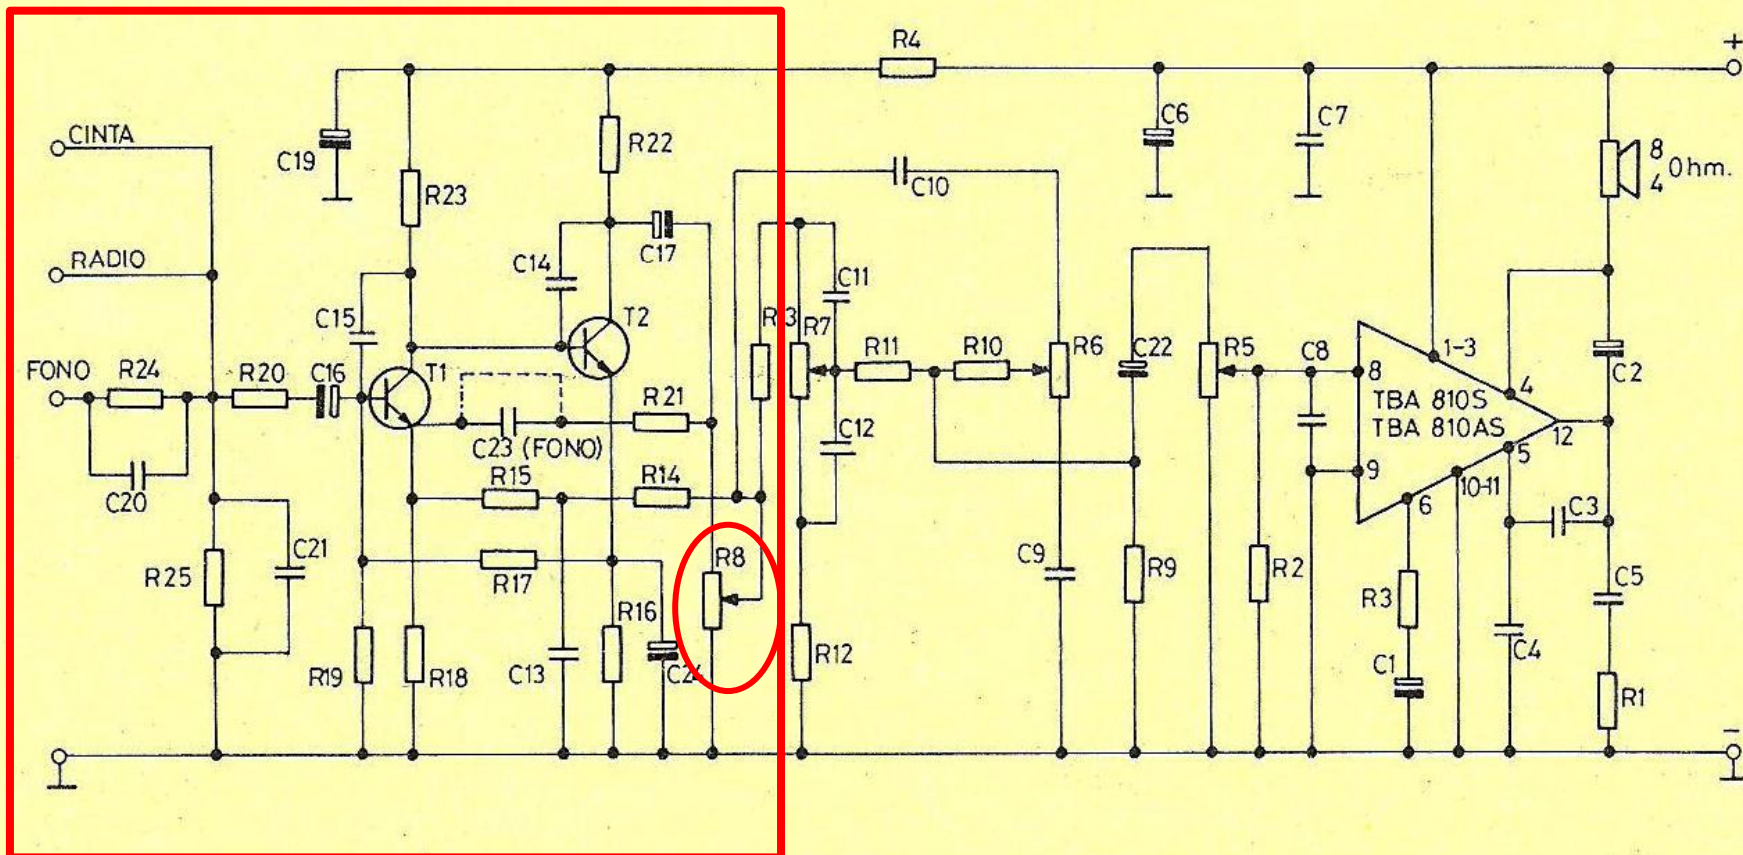 R4
+
CINTA
C19
R22
C6
C7
8
4
Ohm.
R23
C10
RADIO
C14
C17
C11
C15
T2
R13
R7
FONO
R24
R20
C16
T1
R21
R11
R10
R6
C22
R5
C8
8
1-3
4
C2
TBA 810S
TBA 810AS
12
C23 (FONO)
C12
C20
R15
R14
9
5
10-11
6
C3
C21
R25
R17
R8
C9
R9
R2
R3
C5
R19
R18
C13
R16
C24
R12
C1
C4
R1
-